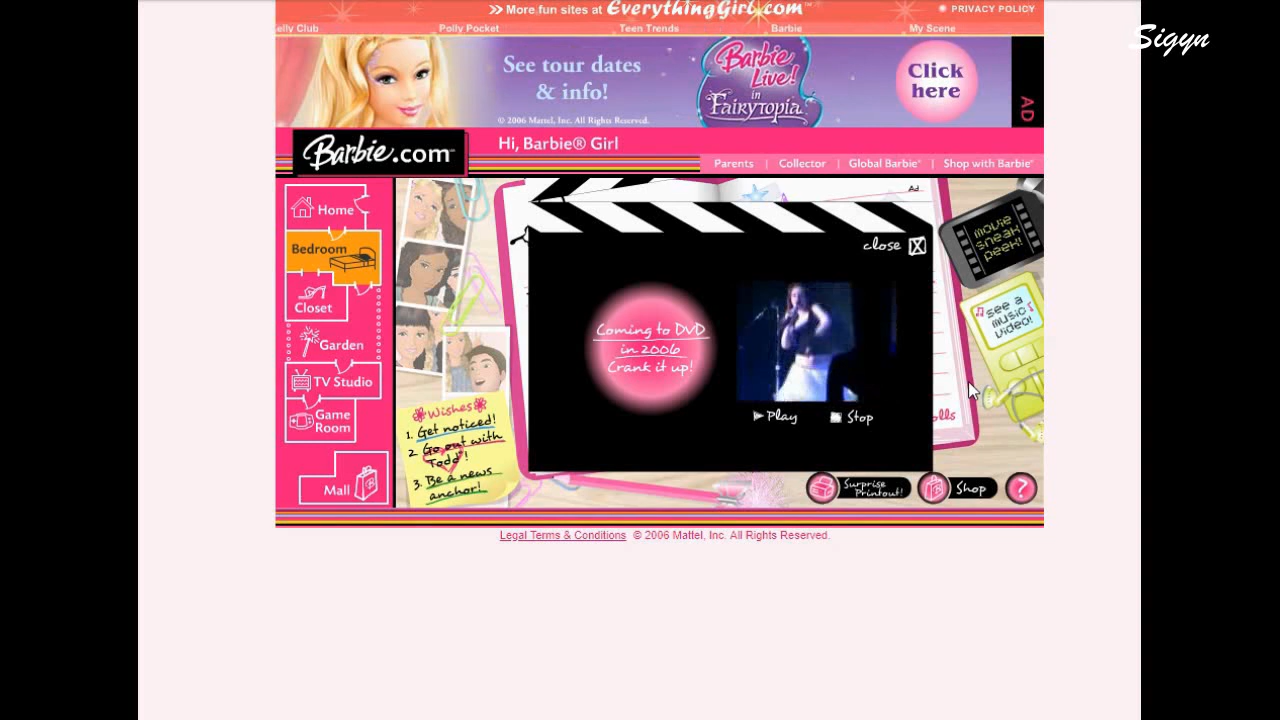 >> More fun sites at EverythingGirl.com™
PRIVACY POLICY
elly Club
Polly Pocket
Teen Trends
Barbie
My Scene
Sigyn
See tour dates
& info!
© 2006 Mattel, Inc. All Rights Reserved.
Barbie
Live!
in
FAIRYTOPIA
Click
here
AD
Barbie.com™
Hi, Barbie® Girl
Parents | Collector | Global Barbie® | Shop with Barbie®
Home
Bedroom
Closet
Garden
TV Studio
Game
Room
Mall
Wishes
1. Get noticed!
2. Go out with
Todd!
3. Be a news
anchor!
Ad
close X
Coming to DVD
in 2006
Crank it up!
Play
Stop
movie
sneak
peek!
see a
music
video!
olls
Surprise
Printout!
Shop
?
Legal Terms & Conditions © 2006 Mattel, Inc. All Rights Reserved.